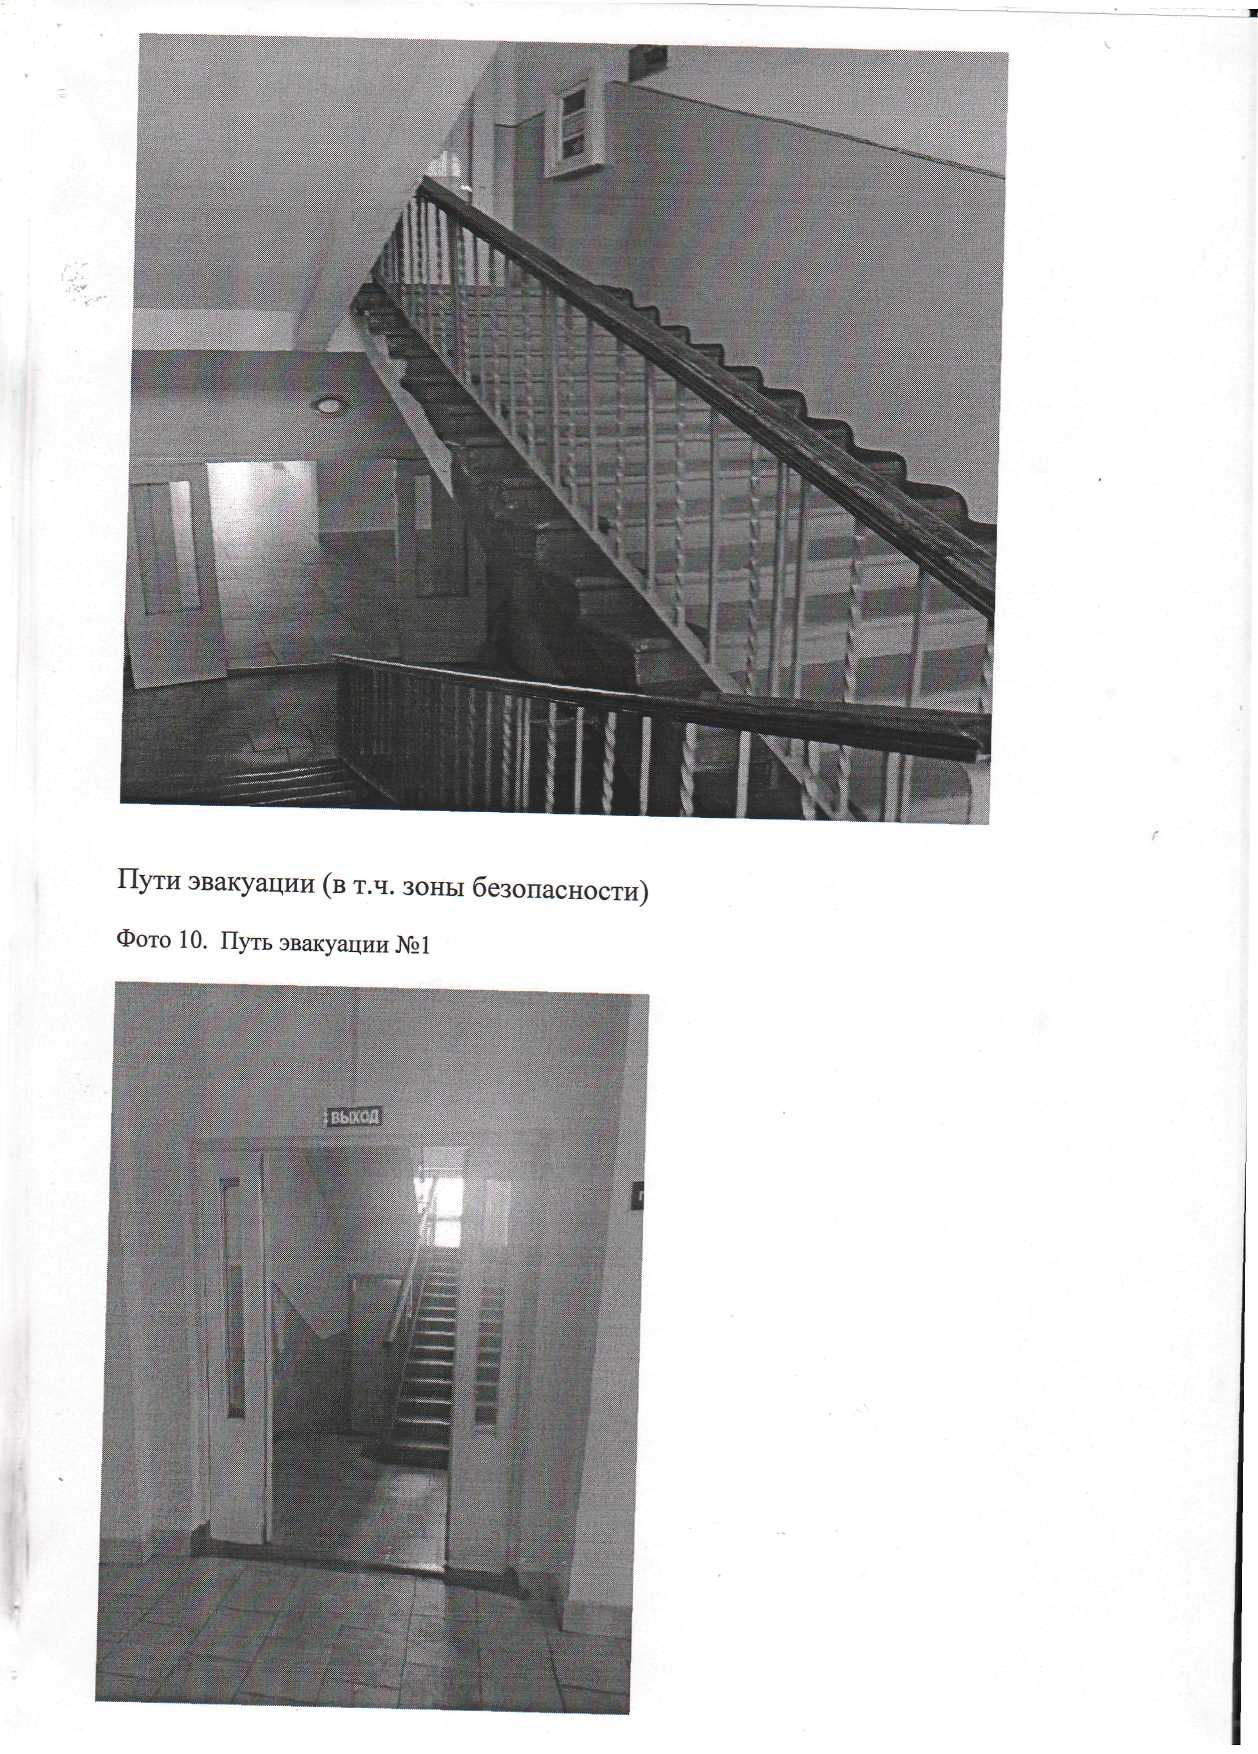 Пути эвакуации (в т.ч. зоны безопасности)
Фото 10. Путь эвакуации №1
ВЫХОД